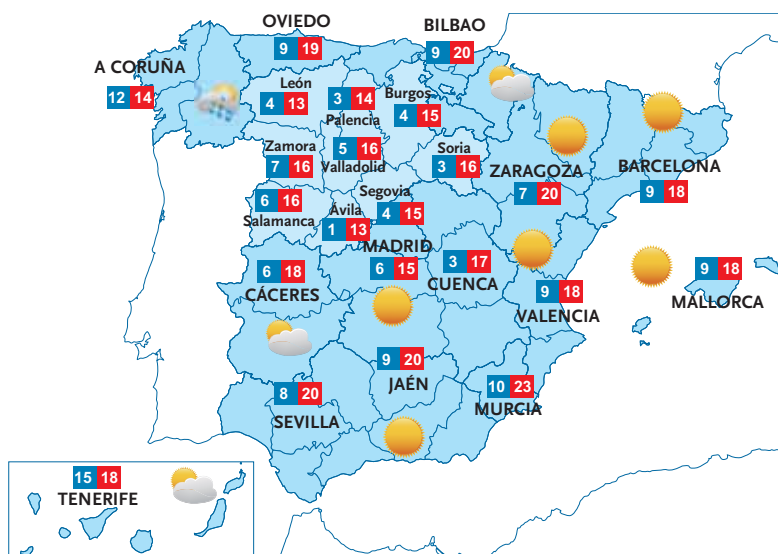 OVIEDO
9 19
BILBAO
9 20
A CORUÑA
12 14
León
4 13
3 14
Palencia
Burgos
4 15
Zamora
7 16
5 16
Valladolid
Soria
3 16
ZARAGOZA
7 20
BARCELONA
9 18
6 16
Salamanca
Ávila
1 13
Segovia
4 15
MADRID
6 15
3 17
CUENCA
6 18
CÁCERES
9 18
VALENCIA
9 18
MALLORCA
9 20
JAÉN
8 20
SEVILLA
10 23
MURCIA
15 18
TENERIFE